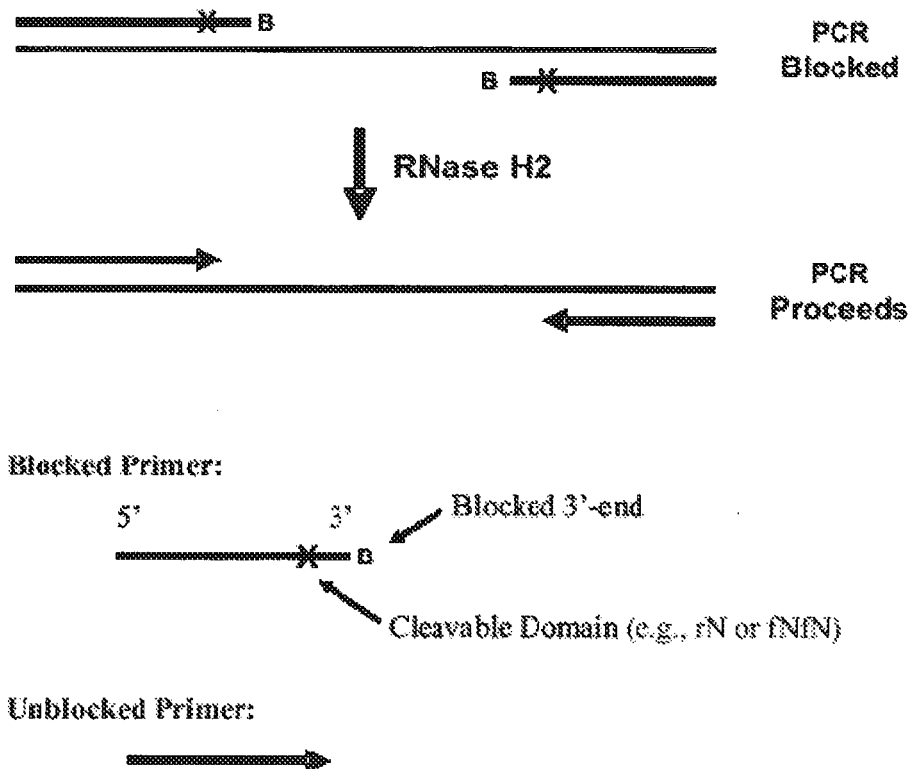 B
PCR
Blocked
B
RNase H2
PCR
Proceeds
Blocked Primer:
5' 3'
Blocked 3'-end
B
Cleavable Domain (e.g., rN or fNfN)
Unblocked Primer: